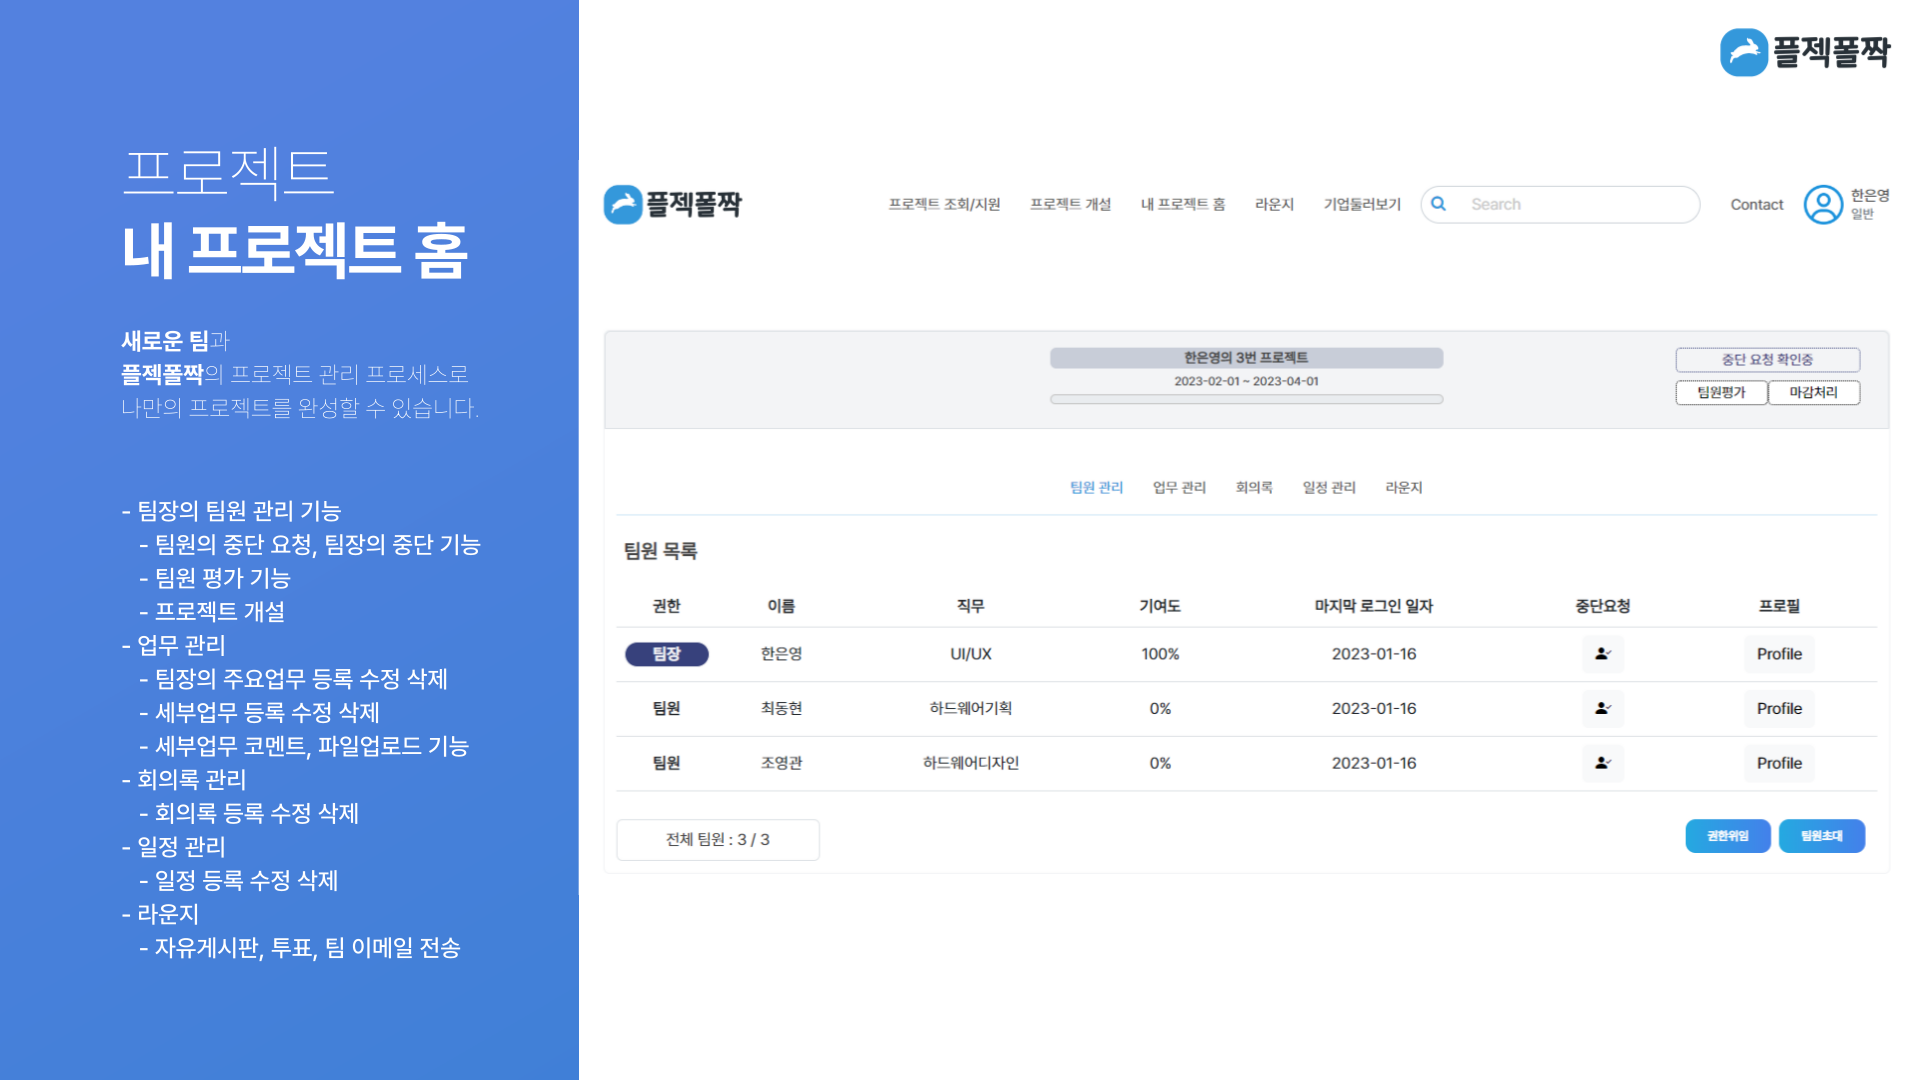 플젝폴짝
프로젝트
내 프로젝트 홈
새로운 팀과
플젝폴짝의 프로젝트 관리 프로세스로
나만의 프로젝트를 완성할 수 있습니다.
- 팀장의 팀원 관리 기능
- 팀원의 중단 요청, 팀장의 중단 기능
- 팀원 평가 기능
- 프로젝트 개설
- 업무 관리
- 팀장의 주요업무 등록 수정 삭제
- 세부업무 등록 수정 삭제
- 세부업무 코멘트, 파일업로드 기능
- 회의록 관리
- 회의록 등록 수정 삭제
- 일정 관리
- 일정 등록 수정 삭제
- 라운지
- 자유게시판, 투표, 팀 이메일 전송
플젝폴짝 프로젝트 조회/지원 프로젝트 개설 내 프로젝트 홈 라운지 기업둘러보기 Search Contact 한은영
일반
한은영의 3번 프로젝트
2023-02-01 ~ 2023-04-01
중단 요청 확인중
팀원평가 마감처리
팀원 관리 업무 관리 회의록 일정 관리 라운지
팀원 목록
권한 이름 직무 기여도 마지막 로그인 일자 중단요청 프로필
팀장 한은영 UI/UX 100% 2023-01-16 Profile
팀원 최동현 하드웨어기획 0% 2023-01-16 Profile
팀원 조영관 하드웨어디자인 0% 2023-01-16 Profile
전체 팀원 : 3 / 3 권한위임 팀원초대